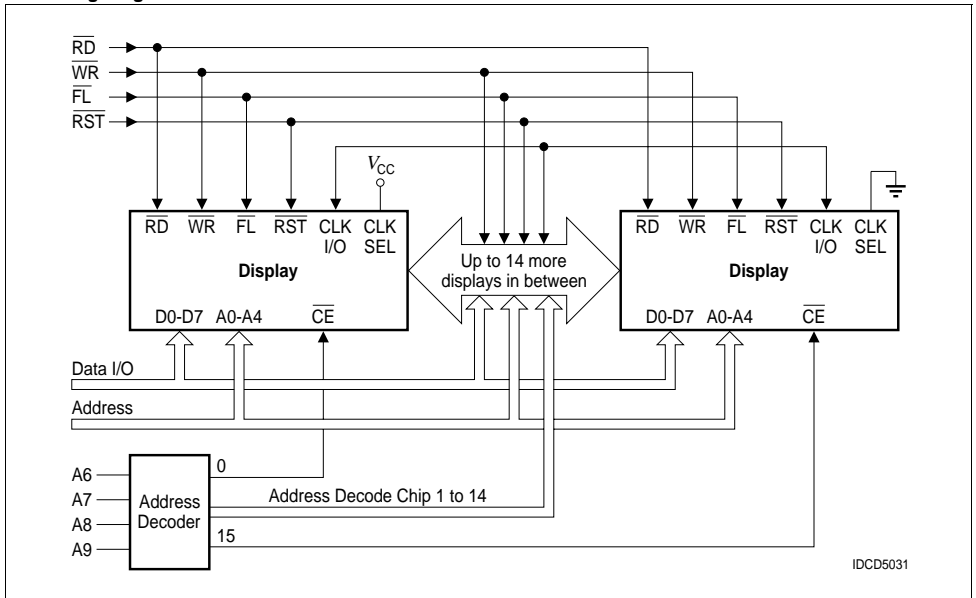 RD
WR
FL
RST
VCC
RD WR FL RST CLK I/O CLK SEL
Display
D0-D7 A0-A4 CE
Up to 14 more
displays in between
RD WR FL RST CLK I/O CLK SEL
Display
D0-D7 A0-A4 CE
Data I/O
Address
A6
A7
A8
A9
Address
Decoder
0
Address Decode Chip 1 to 14
15
IDCD5031